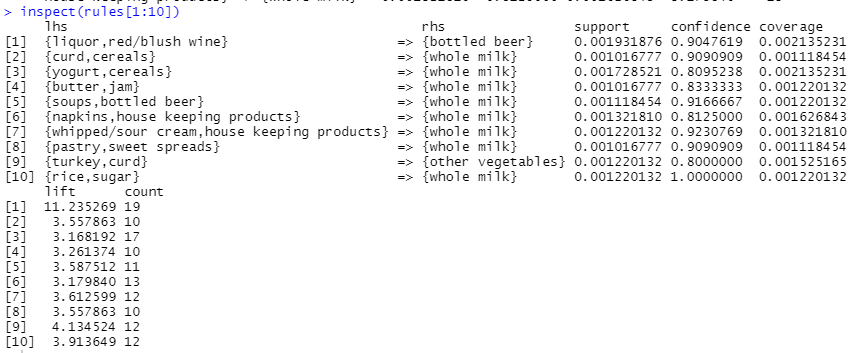 > inspect(rules[1:10])
lhs rhs support confidence coverage
[1] {liquor,red/blush wine} => {bottled beer} 0.001931876 0.9047619 0.002135231
[2] {curd,cereals} => {whole milk} 0.001016777 0.9090909 0.001118454
[3] {yogurt,cereals} => {whole milk} 0.001728521 0.8095238 0.002135231
[4] {butter,jam} => {whole milk} 0.001016777 0.8333333 0.001220132
[5] {soups,bottled beer} => {whole milk} 0.001118454 0.9166667 0.001220132
[6] {napkins,house keeping products} => {whole milk} 0.001321810 0.8125000 0.001626843
[7] {whipped/sour cream,house keeping products} => {whole milk} 0.001220132 0.9230769 0.001321810
[8] {pastry,sweet spreads} => {whole milk} 0.001016777 0.9090909 0.001118454
[9] {turkey,curd} => {other vegetables} 0.001220132 0.8000000 0.001525165
[10] {rice,sugar} => {whole milk} 0.001220132 1.0000000 0.001220132
lift count
[1] 11.235269 19
[2] 3.557863 10
[3] 3.168192 17
[4] 3.261374 10
[5] 3.587512 11
[6] 3.179840 13
[7] 3.612599 12
[8] 3.557863 10
[9] 4.134524 12
[10] 3.913649 12